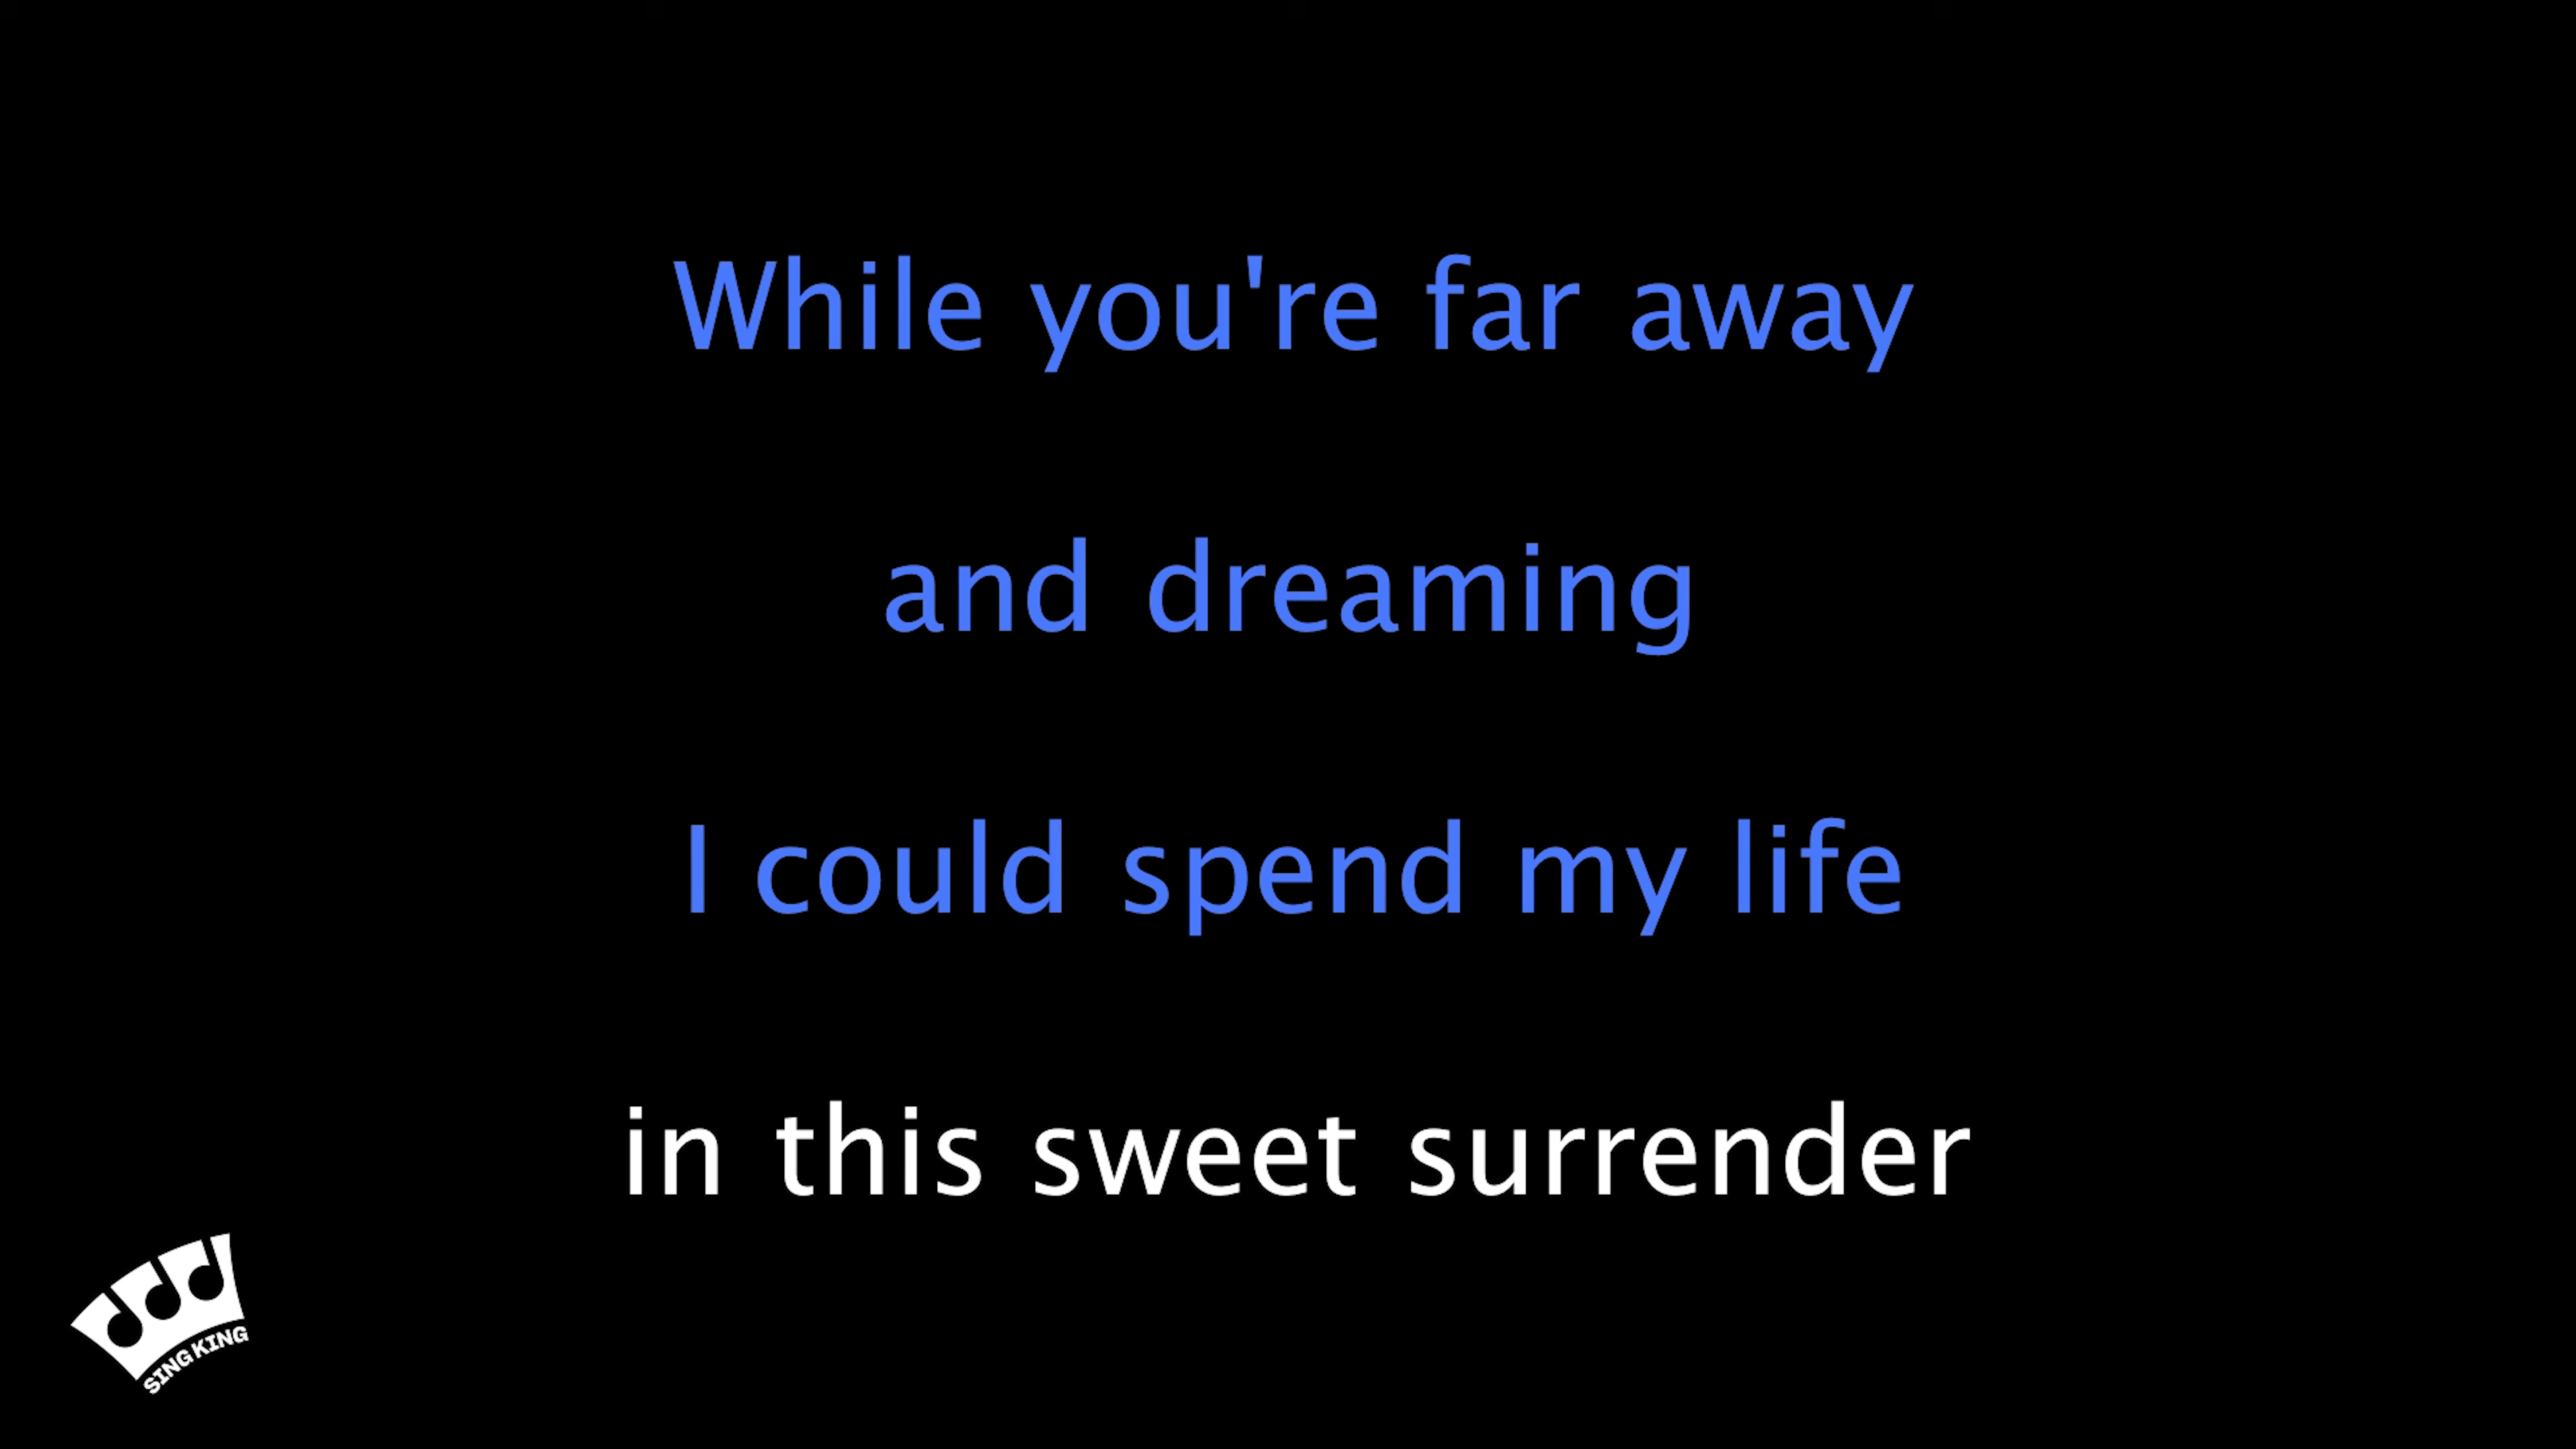 While you're far away
and dreaming
I could spend my life
in this sweet surrender
SING KING